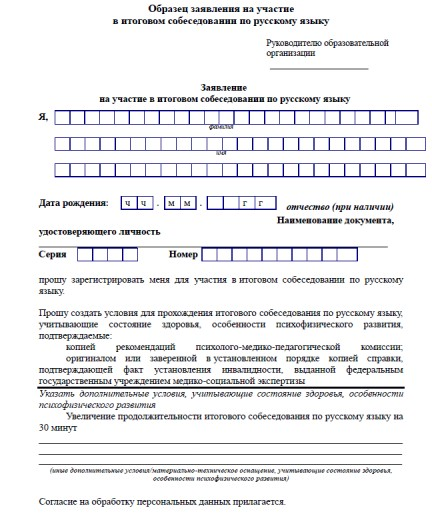 Образец заявления на участие
в итоговом собеседовании по русскому языку
Руководителю образовательной
организации
Заявление
на участие в итоговом собеседовании по русскому языку
Я,
фамилия
имя
Дата рождения: ч ч . м м . г г отчество (при наличии)
Наименование документа,
удостоверяющего личность
Серия Номер
прошу зарегистрировать меня для участия в итоговом собеседовании по русскому
языку.
Прошу создать условия для прохождения итогового собеседования по русскому языку,
учитывающие состояние здоровья, особенности психофизического развития,
подтверждаемые:
копией рекомендаций психолого-медико-педагогической комиссии;
оригиналом или заверенной в установленном порядке копией справки,
подтверждающей факт установления инвалидности, выданной федеральным
государственным учреждением медико-социальной экспертизы
Указать дополнительные условия, учитывающие состояние здоровья, особенности
психофизического развития
Увеличение продолжительности итогового собеседования по русскому языку на
30 минут
(иные дополнительные условия/материально-техническое оснащение, учитывающие состояние здоровья,
особенности психофизического развития)
Согласие на обработку персональных данных прилагается.